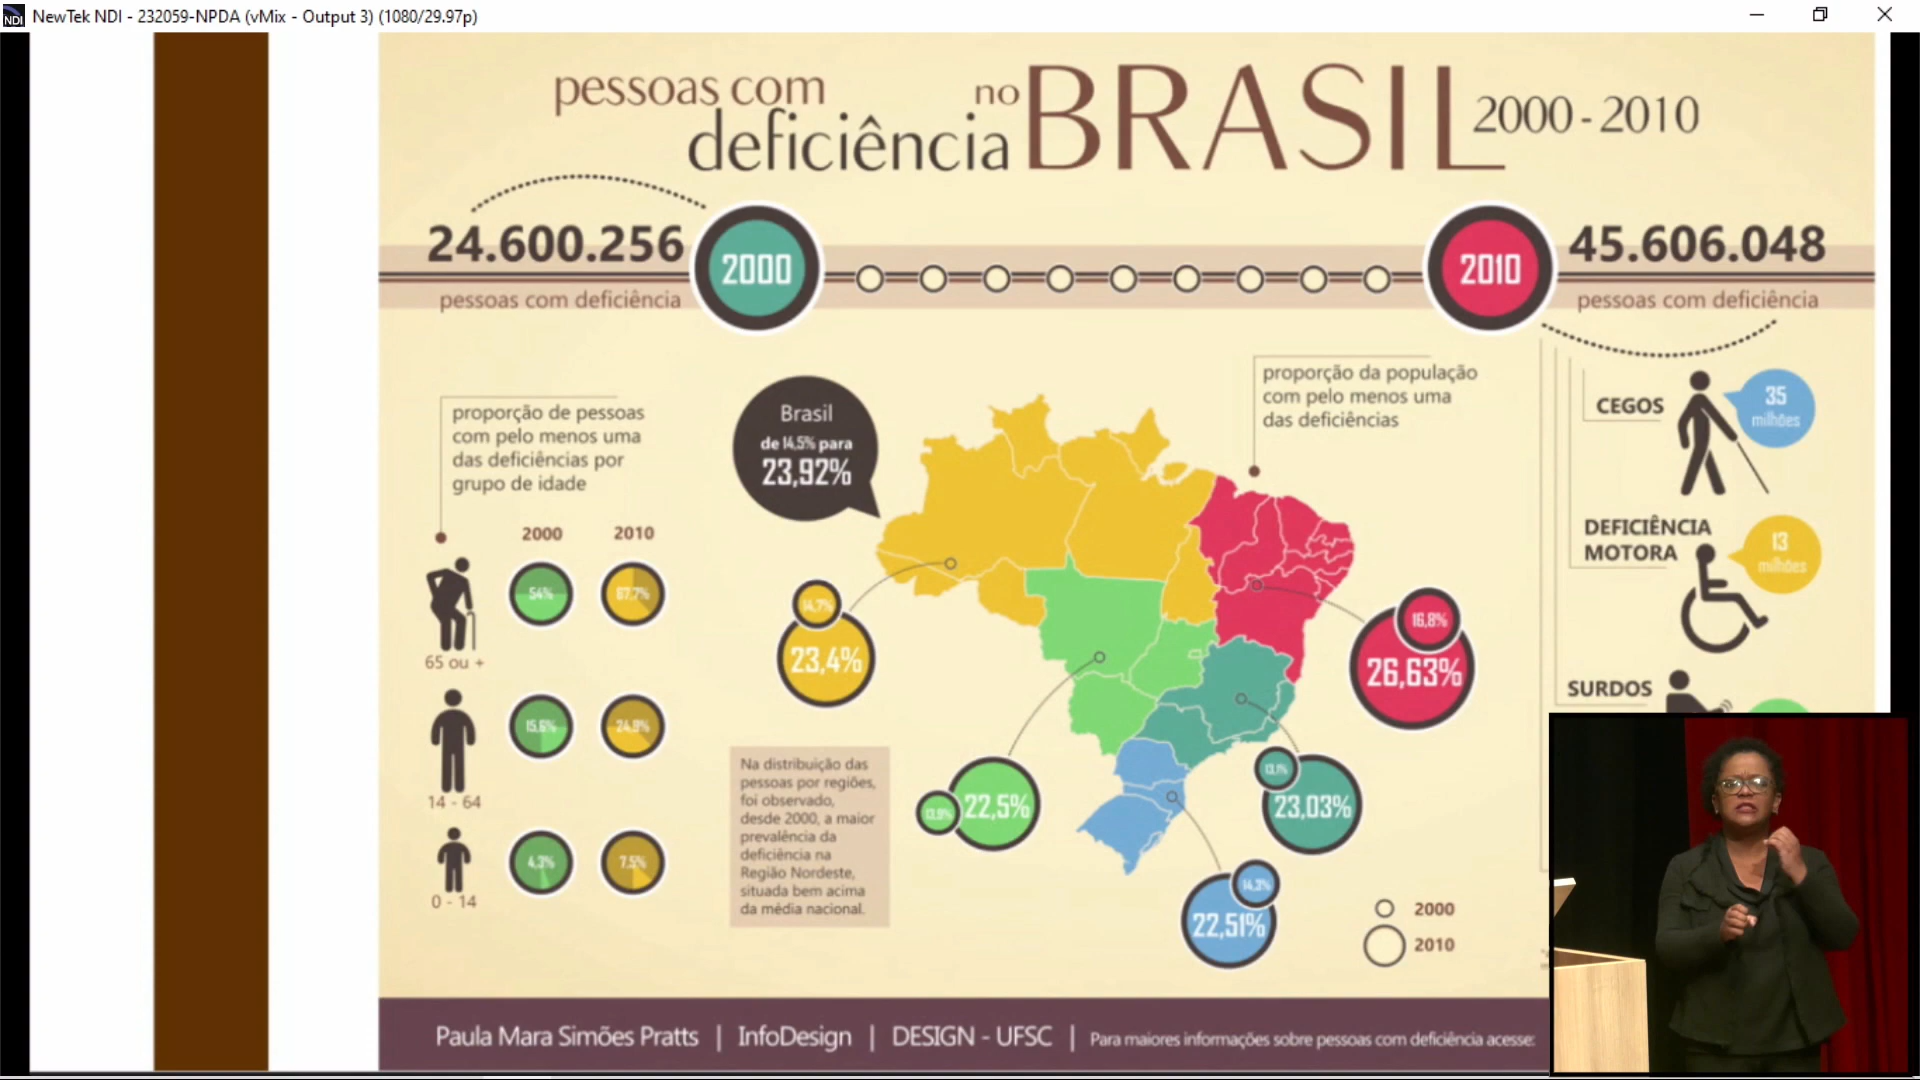 NewTek NDI - 232059-NPDA (vMix - Output 3) (1080/29.97p)
pessoas com
deficiência
no
BRASIL
2000 - 2010
24.600.256
pessoas com deficiência
2000
2010
45.606.048
pessoas com deficiência
proporção de pessoas
com pelo menos uma
das deficiências por
grupo de idade
2000
2010
54%
67,7%
65 ou +
15,6%
24,9%
14 - 64
4,3%
7,5%
0 - 14
Brasil
de 14,5% para
23,92%
proporção da população
com pelo menos uma
das deficiências
14,7%
23,4%
16,8%
26,63%
13,9%
22,5%
13,1%
23,03%
14,3%
22,51%
Na distribuição das
pessoas por regiões,
foi observado,
desde 2000, a maior
prevalência da
deficiência na
Região Nordeste,
situada bem acima
da média nacional.
2000
2010
CEGOS
35
milhões
DEFICIÊNCIA
MOTORA
13
milhões
SURDOS
Paula Mara Simões Pratts | InfoDesign | DESIGN - UFSC | Para maiores informações sobre pessoas com deficiência acesse: